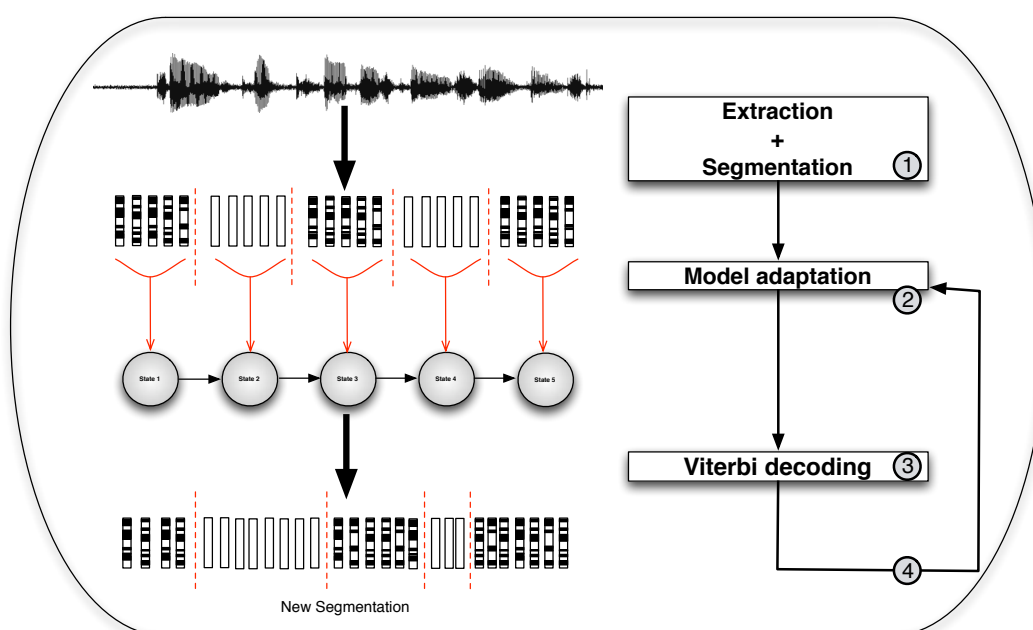 Extraction
+
Segmentation
1
Model adaptation
2
State 1
State 2
State 3
State 4
State 5
Viterbi decoding
3
4
New Segmentation